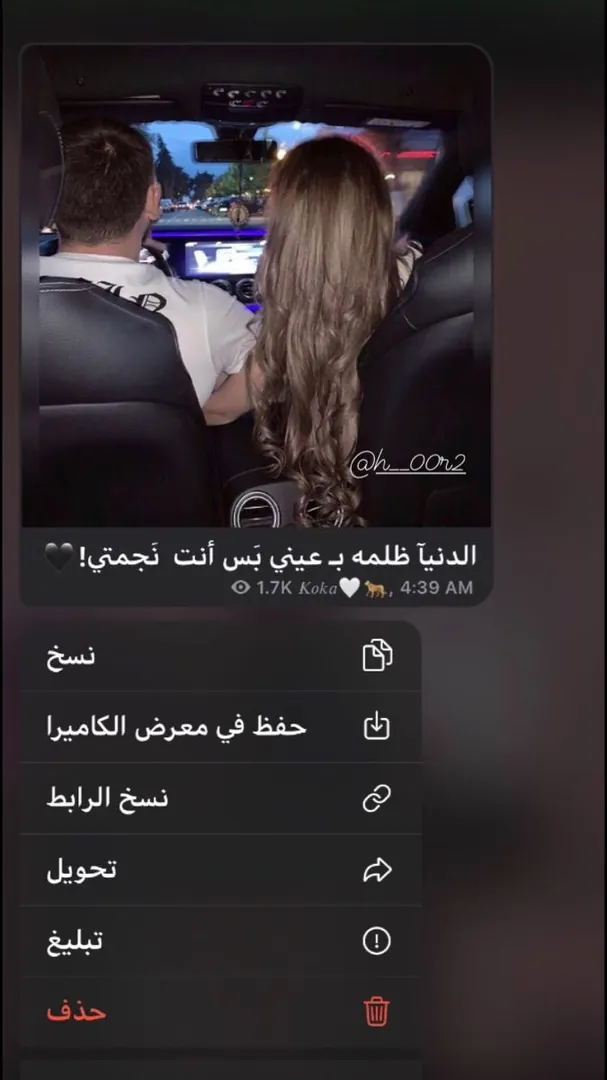 @h__00r2
الدنيآ ظلمه بـ عيني بَس أنت نَجمتي!🖤
1.7K Koka🤍🐆, 4:39 AM
نسخ
حفظ في معرض الكاميرا
نسخ الرابط
تحويل
تبليغ
حذف